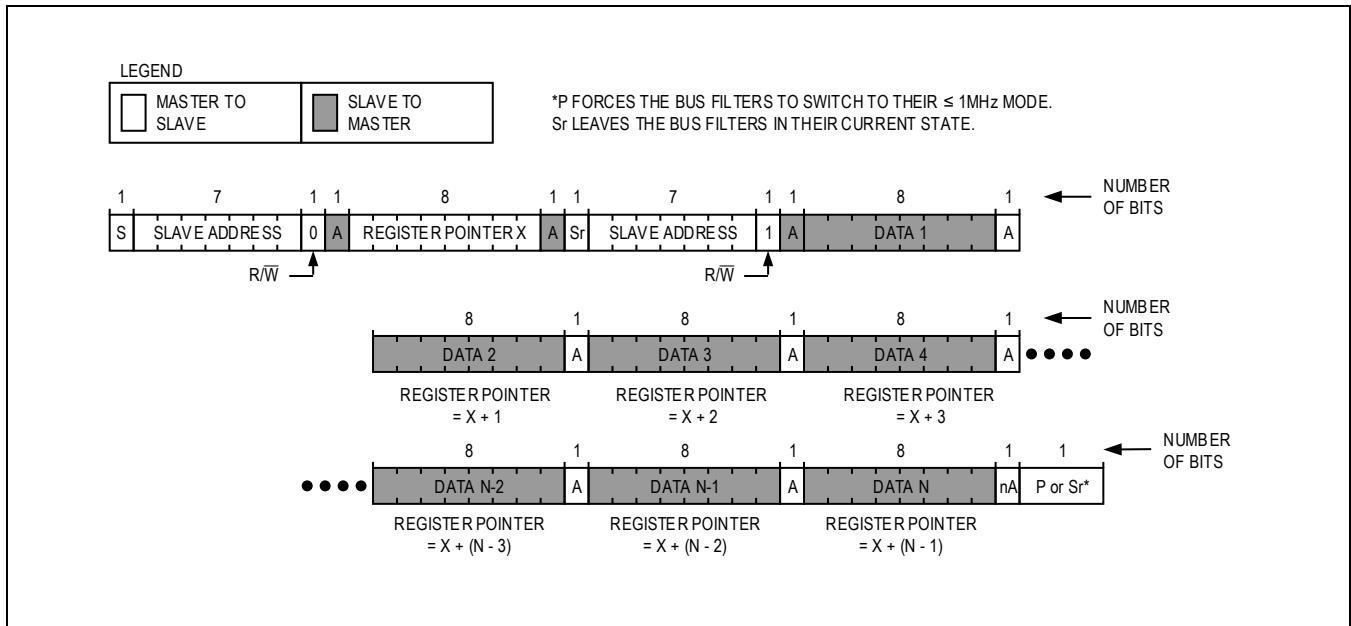 LEGEND
MASTER TO
SLAVE
SLAVE TO
MASTER
*P FORCES THE BUS FILTERS TO SWITCH TO THEIR ≤ 1MHz MODE.
Sr LEAVES THE BUS FILTERS IN THEIR CURRENT STATE.
1 7 1 1 8 1 1 7 1 1 8 1
NUMBER
OF BITS
S SLAVE ADDRESS 0 A REGISTER POINTER X A Sr SLAVE ADDRESS 1 A DATA 1 A
R/W̅ R/W̅
8 1 8 1 8 1
NUMBER
OF BITS
DATA 2 A DATA 3 A DATA 4 A
REGISTER POINTER REGISTER POINTER REGISTER POINTER
= X + 1 = X + 2 = X + 3
8 1 8 1 8 1 1
NUMBER
OF BITS
DATA N-2 A DATA N-1 A DATA N nA P or Sr*
REGISTER POINTER REGISTER POINTER REGISTER POINTER
= X + (N - 3) = X + (N - 2) = X + (N - 1)